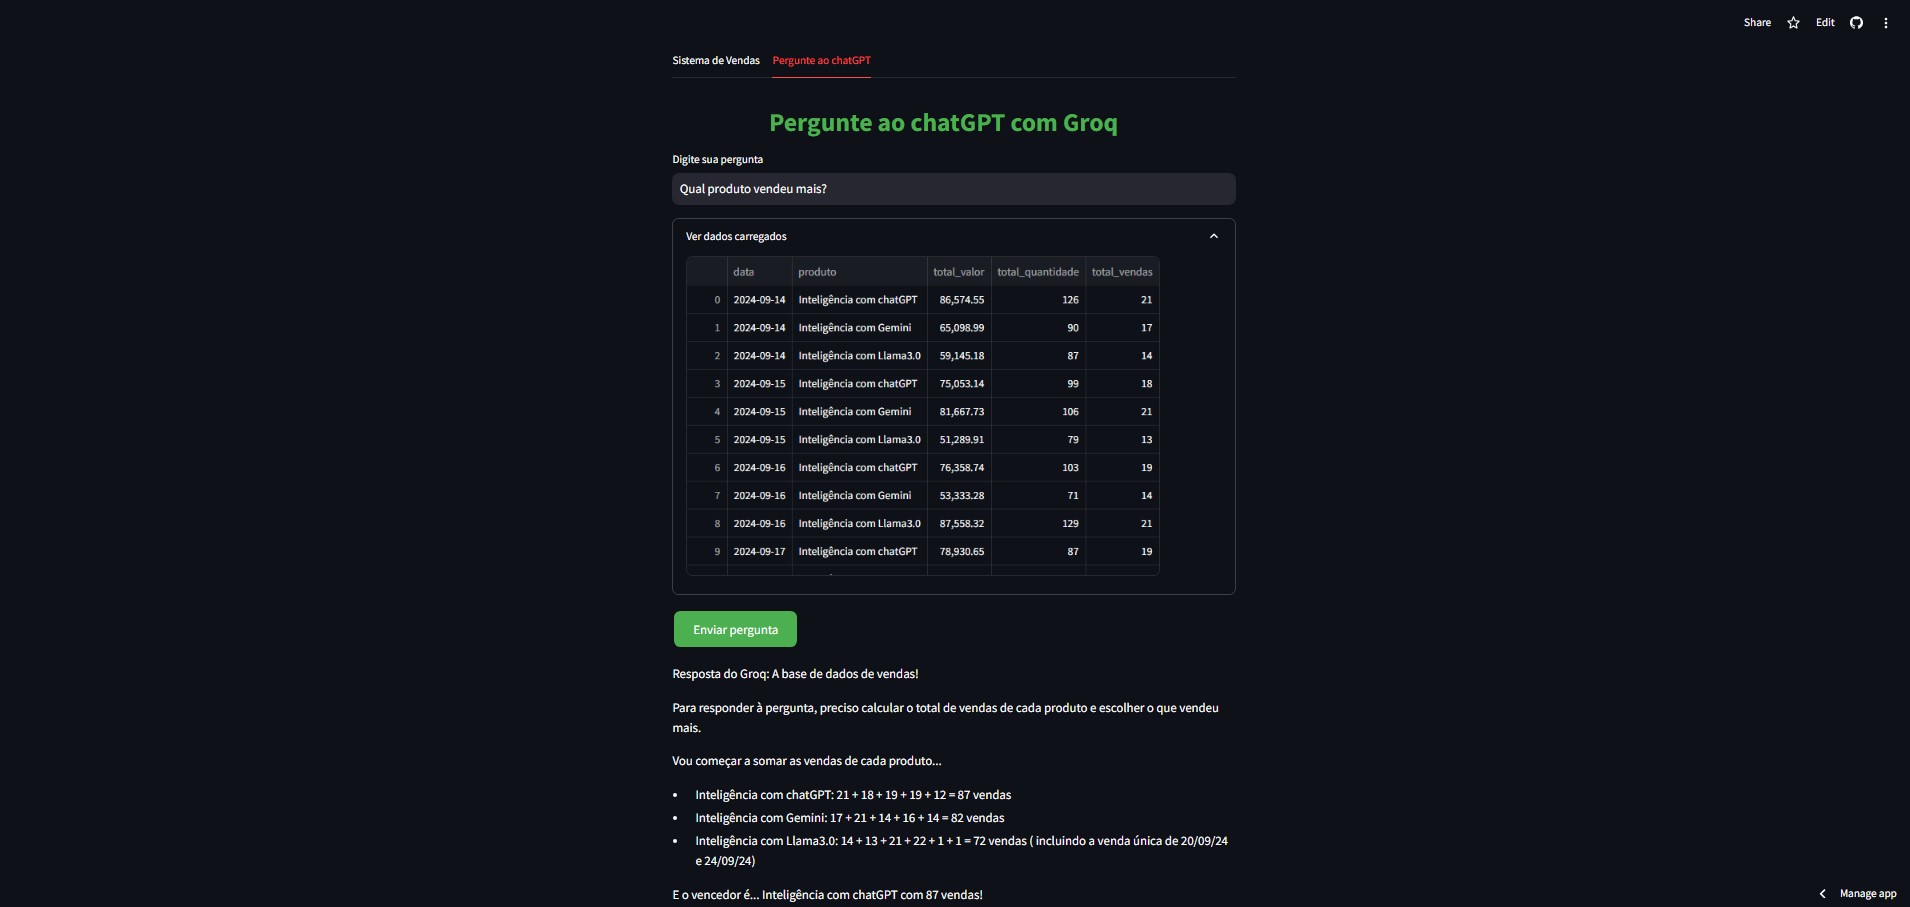 Share Edit
Sistema de Vendas Pergunte ao chatGPT
Pergunte ao chatGPT com Groq
Digite sua pergunta
Qual produto vendeu mais?
Ver dados carregados
data produto total_valor total_quantidade total_vendas
0 2024-09-14 Inteligência com chatGPT 86,574.55 126 21
1 2024-09-14 Inteligência com Gemini 65,098.99 90 17
2 2024-09-14 Inteligência com Llama3.0 59,145.18 87 14
3 2024-09-15 Inteligência com chatGPT 75,053.14 99 18
4 2024-09-15 Inteligência com Gemini 81,667.73 106 21
5 2024-09-15 Inteligência com Llama3.0 51,289.91 79 13
6 2024-09-16 Inteligência com chatGPT 76,358.74 103 19
7 2024-09-16 Inteligência com Gemini 53,333.28 71 14
8 2024-09-16 Inteligência com Llama3.0 87,558.32 129 21
9 2024-09-17 Inteligência com chatGPT 78,930.65 87 19
Enviar pergunta
Resposta do Groq: A base de dados de vendas!
Para responder à pergunta, preciso calcular o total de vendas de cada produto e escolher o que vendeu
mais.
Vou começar a somar as vendas de cada produto...
• Inteligência com chatGPT: 21 + 18 + 19 + 19 + 12 = 87 vendas
• Inteligência com Gemini: 17 + 21 + 14 + 16 + 14 = 82 vendas
• Inteligência com Llama3.0: 14 + 13 + 21 + 22 + 1 + 1 = 72 vendas ( incluindo a venda única de 20/09/24
e 24/09/24)
E o vencedor é... Inteligência com chatGPT com 87 vendas!
Manage app